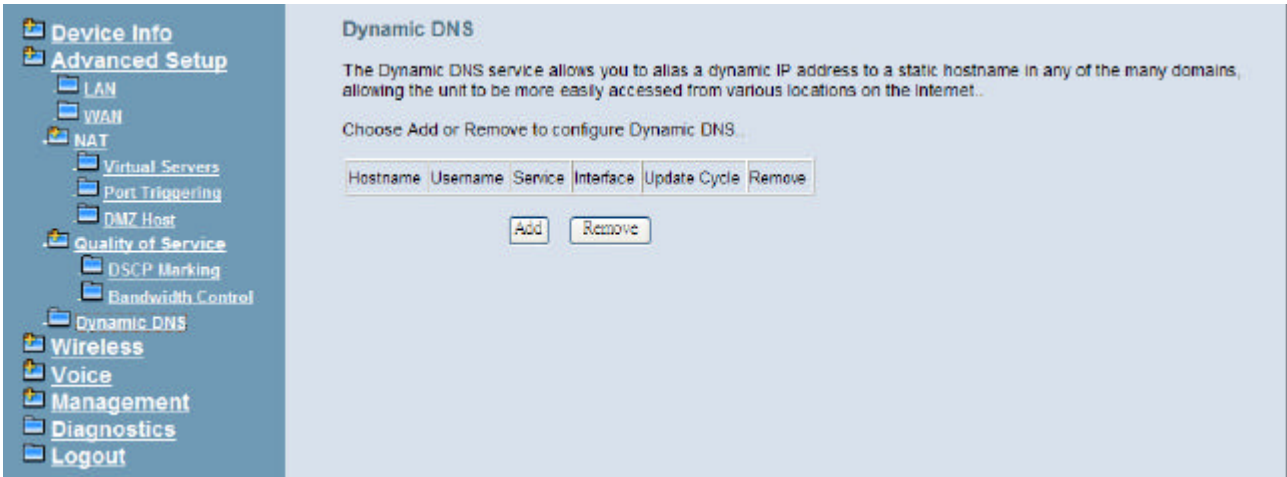 Device Info
Advanced Setup
LAN
WAN
NAT
Virtual Servers
Port Triggering
DMZ Host
Quality of Service
DSCP Marking
Bandwidth Control
Dynamic DNS
Wireless
Voice
Management
Diagnostics
Logout
Dynamic DNS
The Dynamic DNS service allows you to alias a dynamic IP address to a static hostname in any of the many domains,
allowing the unit to be more easily accessed from various locations on the Internet..
Choose Add or Remove to configure Dynamic DNS..
Hostname Username Service Interface Update Cycle Remove
Add Remove